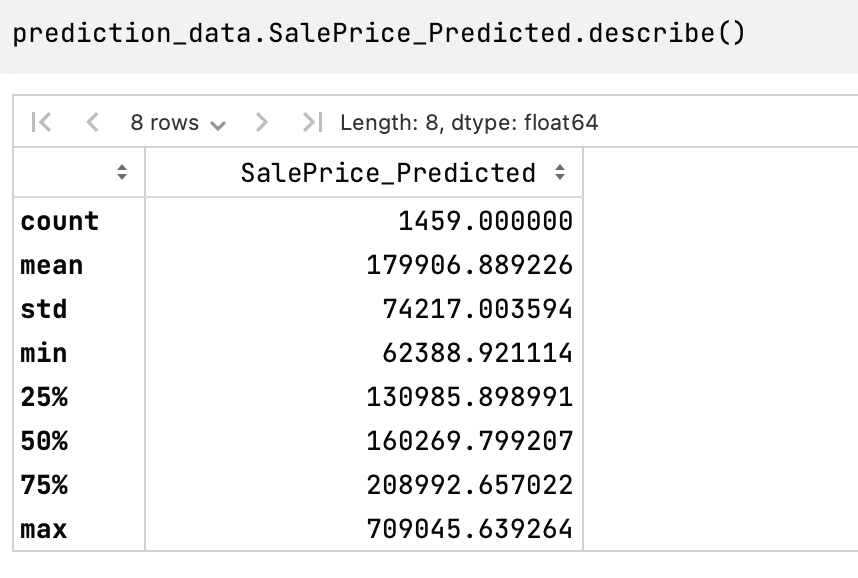 prediction_data.SalePrice_Predicted.describe()
8 rows Length: 8, dtype: float64
SalePrice_Predicted
count 1459.000000
mean 179906.889226
std 74217.003594
min 62388.921114
25% 130985.898991
50% 160269.799207
75% 208992.657022
max 709045.639264